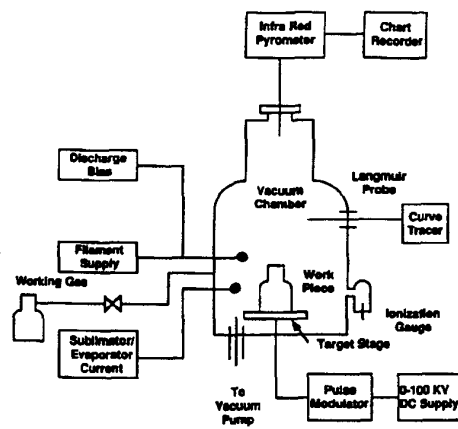 Infra Red
Pyrometer
Chart
Recorder
Discharge
Bias
Vacuum
Chamber
Langmuir
Probe
Curve
Tracer
Filament
Supply
Working Gas
Work
Piece
Ionization
Gauge
Sublimator/
Evaporator
Current
Target Stage
To
Vacuum
Pump
Pulse
Modulator
0-100 KV
DC Supply